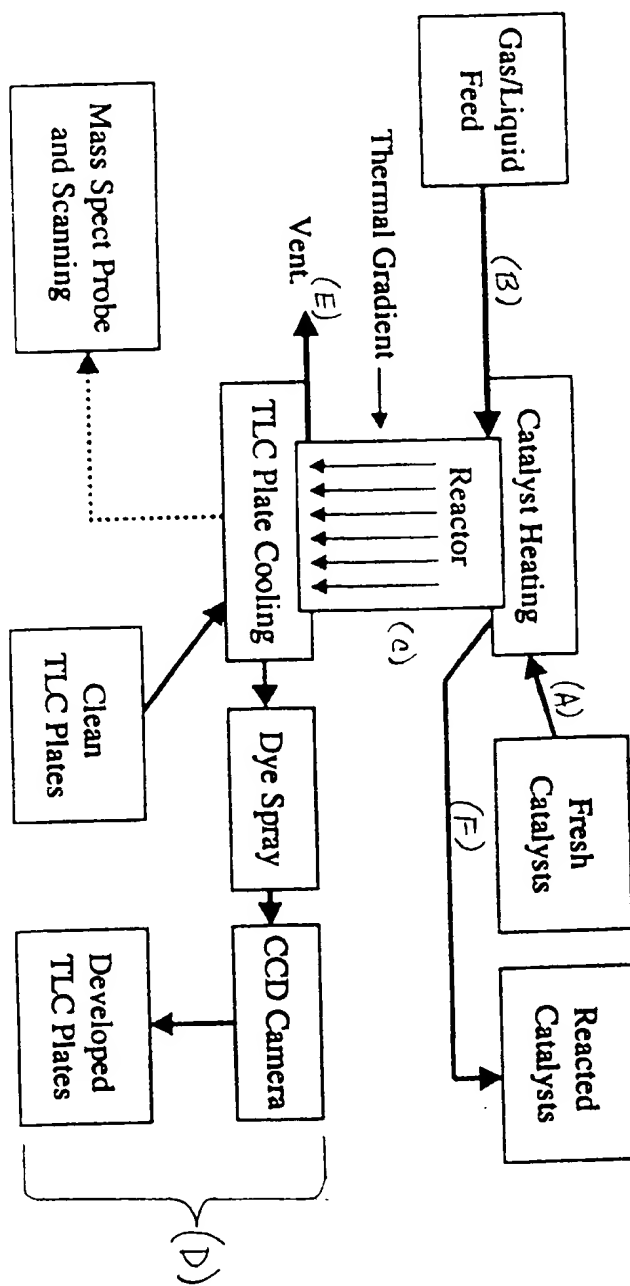 Gas/Liquid
Feed
(B)
Catalyst Heating
(A)
Fresh
Catalysts
Reacted
Catalysts
Thermal Gradient
Reactor
(C)
(F)
Vent.
(E)
TLC Plate Cooling
Dye Spray
CCD Camera
Mass Spect Probe
and Scanning
Clean
TLC Plates
Developed
TLC Plates
(D)